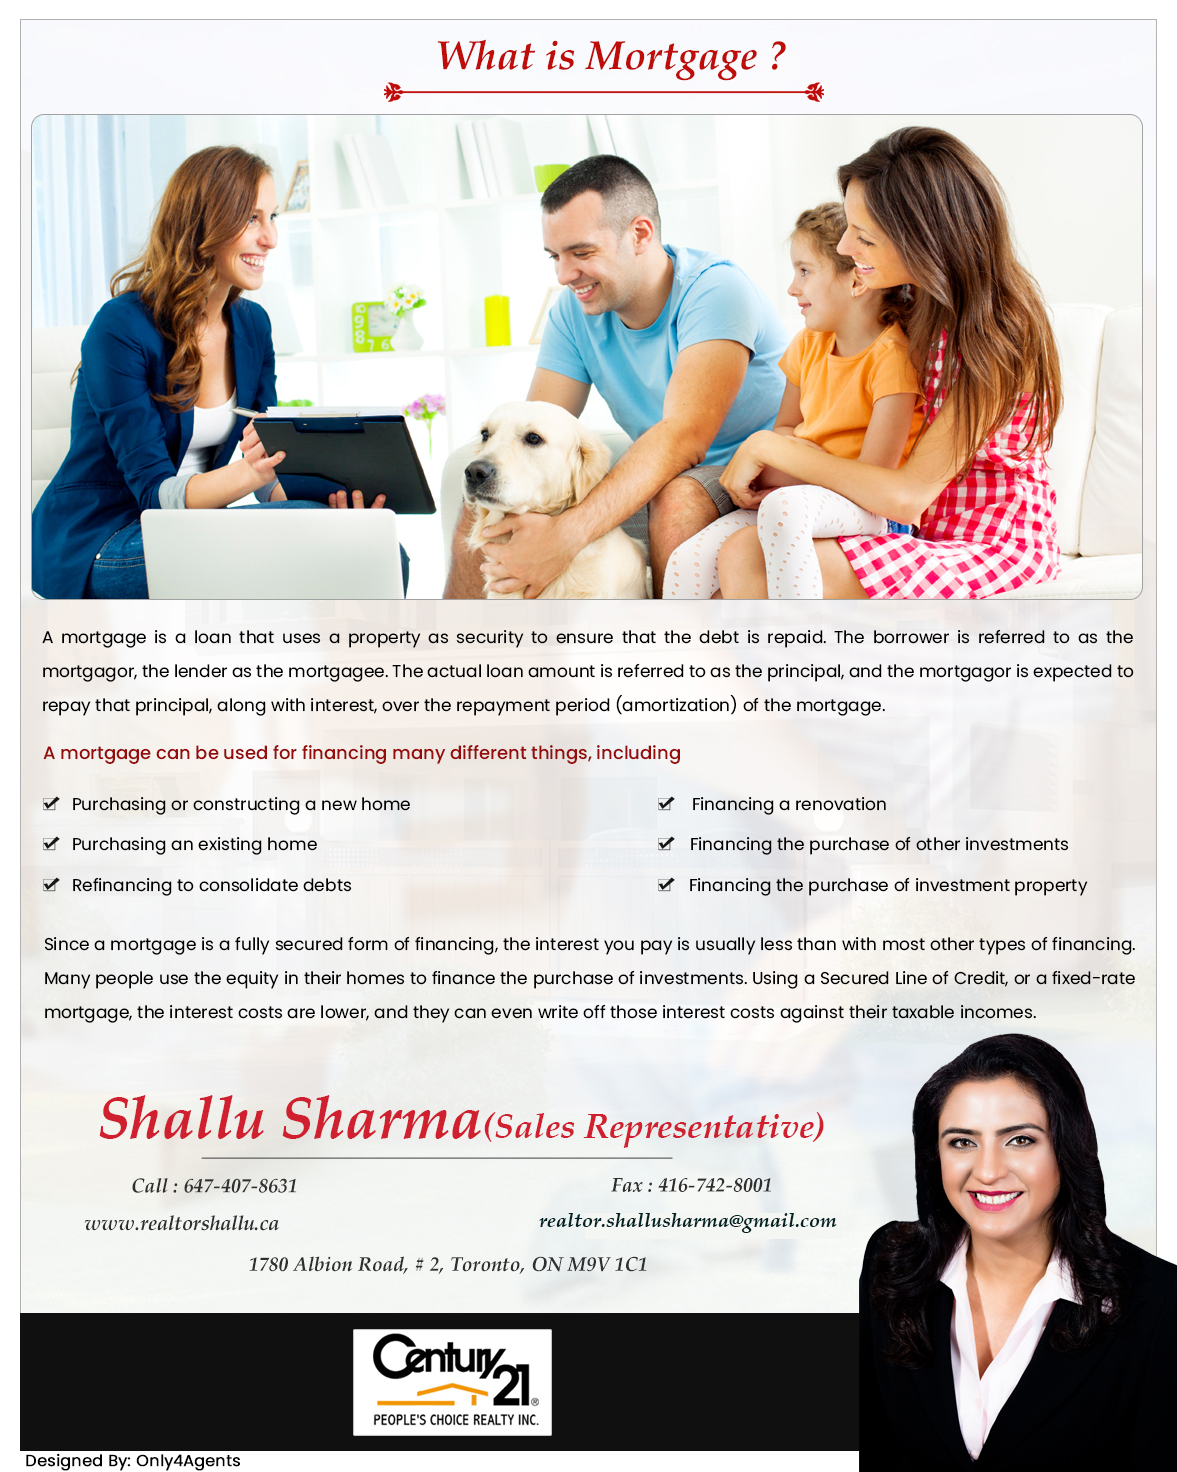 What is Mortgage ?
A mortgage is a loan that uses a property as security to ensure that the debt is repaid. The borrower is referred to as the
mortgagor, the lender as the mortgagee. The actual loan amount is referred to as the principal, and the mortgagor is expected to
repay that principal, along with interest, over the repayment period (amortization) of the mortgage.
A mortgage can be used for financing many different things, including
Purchasing or constructing a new home
Purchasing an existing home
Refinancing to consolidate debts
Financing a renovation
Financing the purchase of other investments
Financing the purchase of investment property
Since a mortgage is a fully secured form of financing, the interest you pay is usually less than with most other types of financing.
Many people use the equity in their homes to finance the purchase of investments. Using a Secured Line of Credit, or a fixed-rate
mortgage, the interest costs are lower, and they can even write off those interest costs against their taxable incomes.
Shallu Sharma(Sales Representative)
Call : 647-407-8631
Fax : 416-742-8001
www.realtorshallu.ca
realtor.shallusharma@gmail.com
1780 Albion Road, # 2, Toronto, ON M9V 1C1
Century 21®
PEOPLE'S CHOICE REALTY INC.
Designed By: Only4Agents